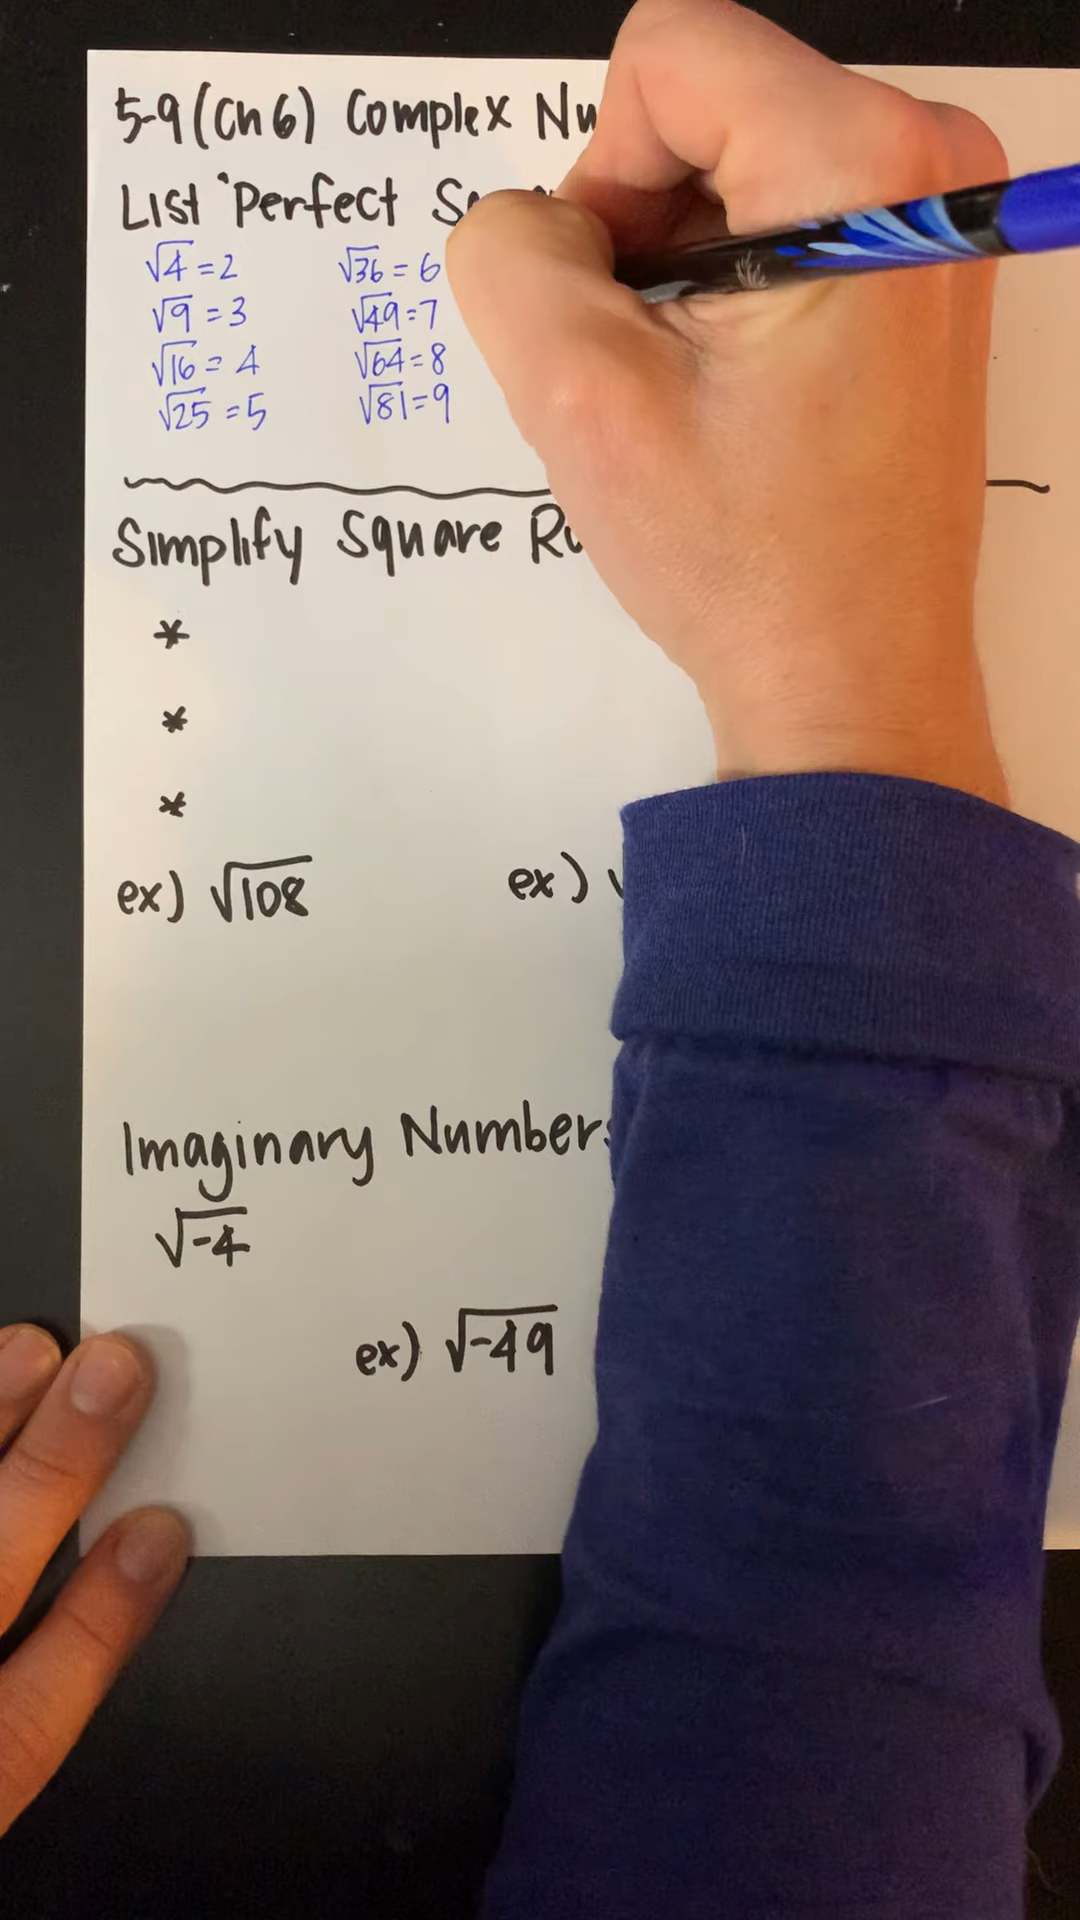 5-9 (Ch 6) Complex Nu
List "Perfect
√4 = 2 √36 = 6
√9 = 3 √49 = 7
√16 = 4 √64 = 8
√25 = 5 √81 = 9
Simplify Square
*
*
*
ex) √108 ex)
Imaginary Numbers
√-4
ex) √-49